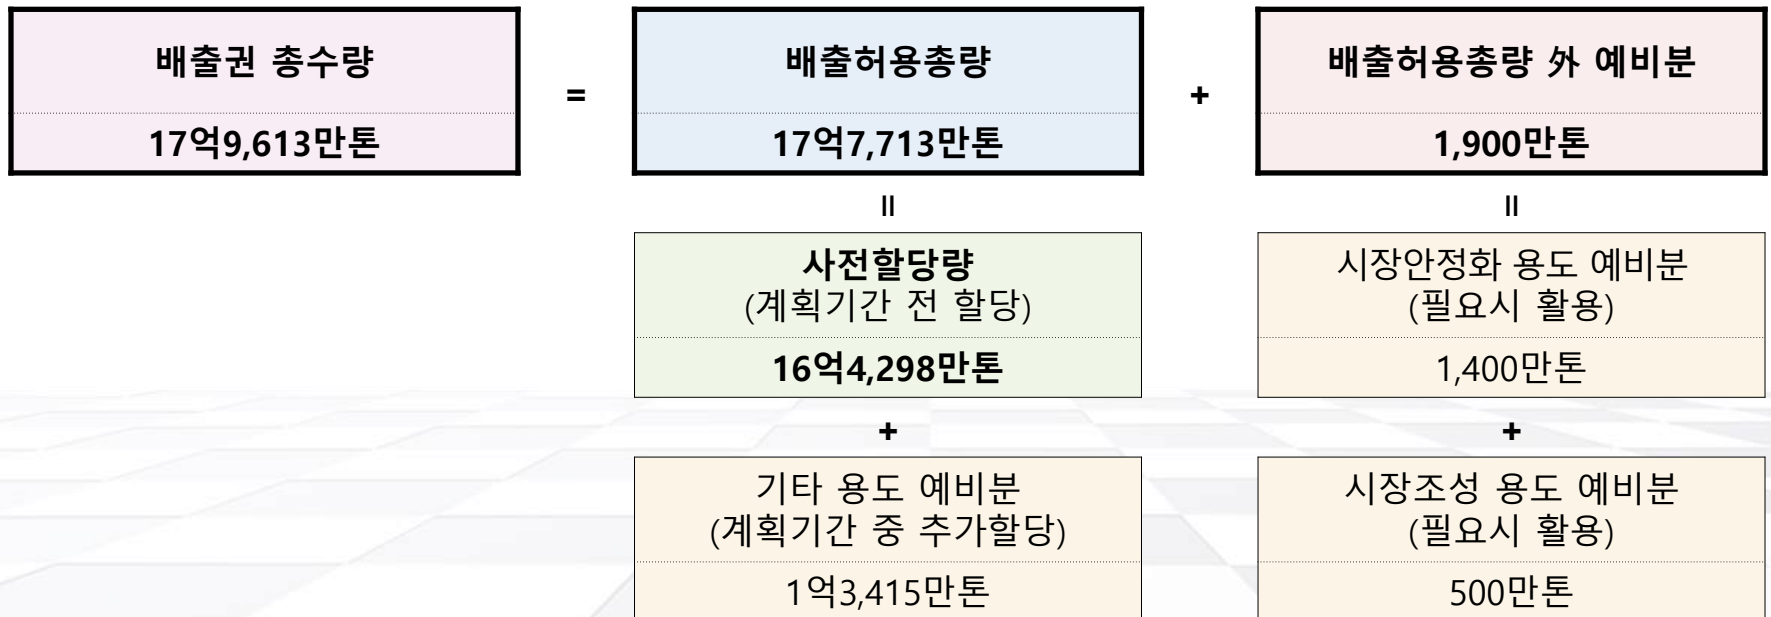 배출권 총수량
17억9,613만톤
=
배출허용총량
17억7,713만톤
+
배출허용총량 外 예비분
1,900만톤
=
사전할당량
(계획기간 전 할당)
16억4,298만톤
+
기타 용도 예비분
(계획기간 중 추가할당)
1억3,415만톤
=
시장안정화 용도 예비분
(필요시 활용)
1,400만톤
+
시장조성 용도 예비분
(필요시 활용)
500만톤